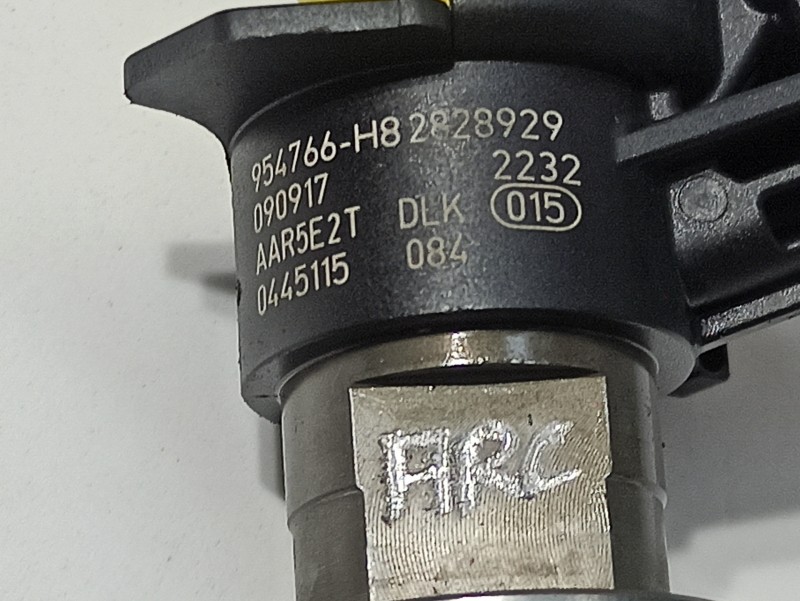 954766-H8 2828929
090917 2232
AAR5E2T DLK 015
0445115 084
ARC